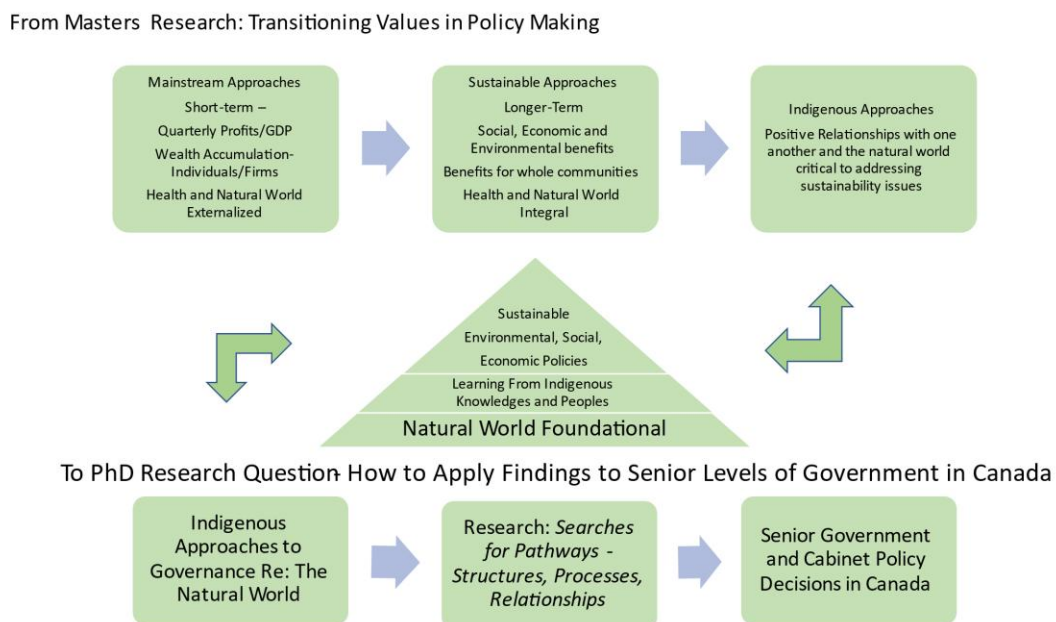 From Masters Research: Transitioning Values in Policy Making
Mainstream Approaches
Short-term –
Quarterly Profits/GDP
Wealth Accumulation-
Individuals/Firms
Health and Natural World
Externalized
Sustainable Approaches
Longer-Term
Social, Economic and
Environmental benefits
Benefits for whole communities
Health and Natural World
Integral
Indigenous Approaches
Positive Relationships with one
another and the natural world
critical to addressing
sustainability issues
Sustainable
Environmental, Social,
Economic Policies
Learning From Indigenous
Knowledges and Peoples
Natural World Foundational
To PhD Research Question- How to Apply Findings to Senior Levels of Government in Canada
Indigenous
Approaches to
Governance Re: The
Natural World
Research: Searches
for Pathways -
Structures, Processes,
Relationships
Senior Government
and Cabinet Policy
Decisions in Canada